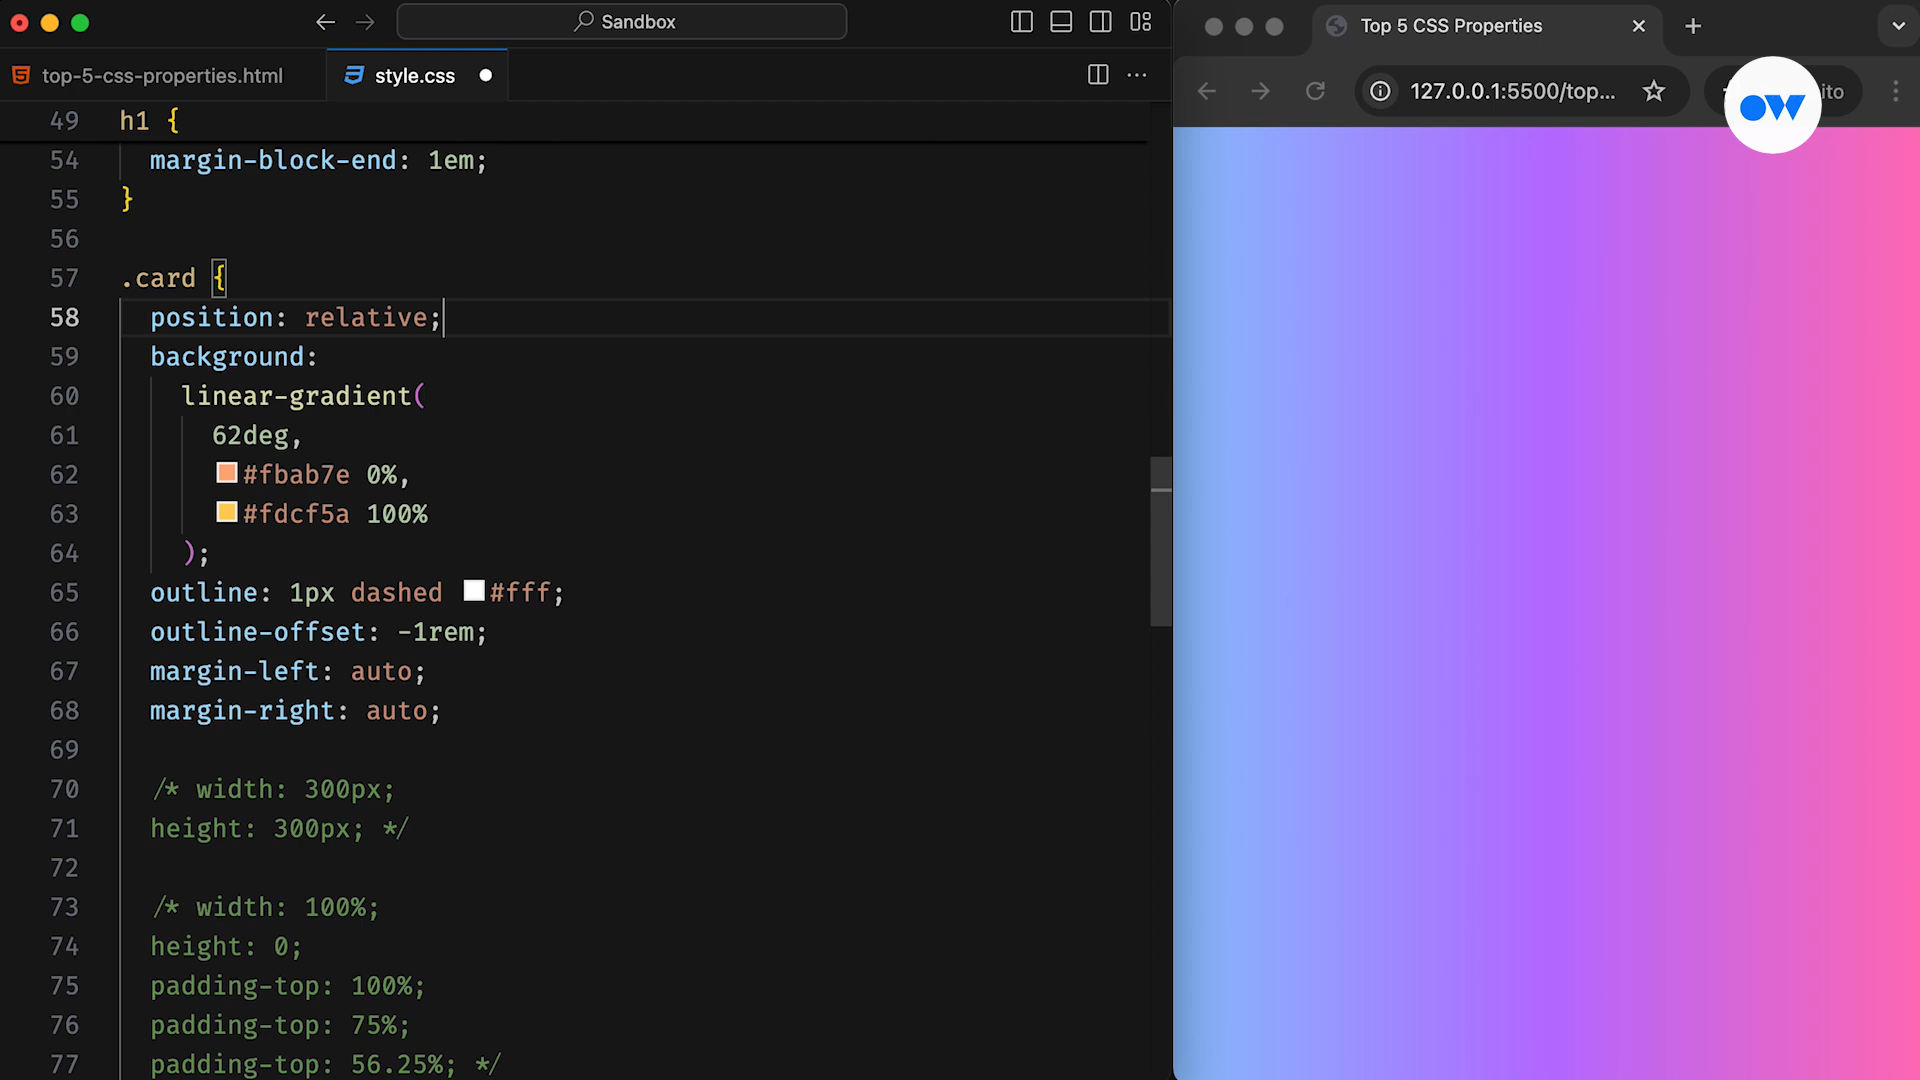 Sandbox
top-5-css-properties.html
style.css
49 h1 {
54 margin-block-end: 1em;
55 }
56
57 .card {
58 position: relative;
59 background:
60 linear-gradient(
61 62deg,
62 #fbab7e 0%,
63 #fdcf5a 100%
64 );
65 outline: 1px dashed #fff;
66 outline-offset: -1rem;
67 margin-left: auto;
68 margin-right: auto;
69
70 /* width: 300px;
71 height: 300px; */
72
73 /* width: 100%;
74 height: 0;
75 padding-top: 100%;
76 padding-top: 75%;
77 padding-top: 56.25%; */
Top 5 CSS Properties
127.0.0.1:5500/top...
ito
OW